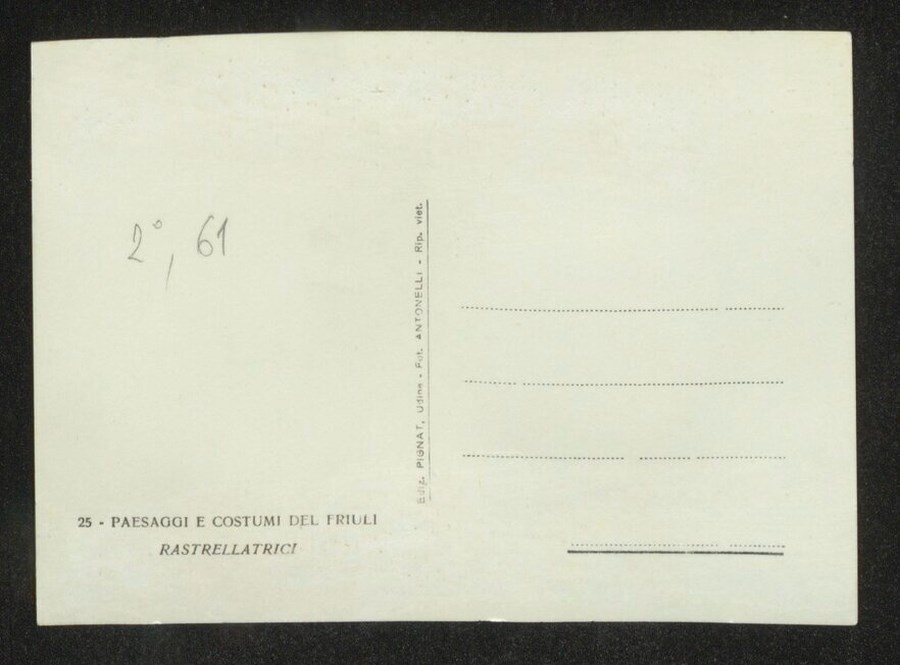 2°, 61
Ediz. PIGNAT, Udine - Fot. ANTONELLI - Rip. viet.
25 - PAESAGGI E COSTUMI DEL FRIULI
RASTRELLATRICI